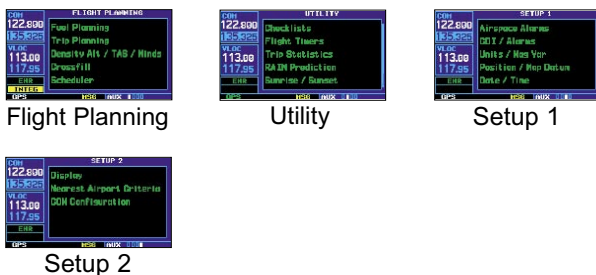 FLIGHT PLANNING
COM
122.800
135.325
VLOC
113.00
117.95
ENR
INTEG
GPS
Fuel Planning
Trip Planning
Density Alt / TAS / Winds
Crossfill
Scheduler
MSG AUX
Flight Planning
UTILITY
COM
122.800
135.325
VLOC
113.00
117.95
ENR
GPS
Checklists
Flight Timers
Trip Statistics
RAIM Prediction
Sunrise / Sunset
MSG AUX
Utility
SETUP 1
COM
122.800
135.325
VLOC
113.00
117.95
ENR
GPS
Airspace Alarms
CDI / Alarms
Units / Mag Var
Position / Map Datum
Date / Time
MSG AUX
Setup 1
SETUP 2
COM
122.800
135.325
VLOC
113.00
117.95
ENR
GPS
Display
Nearest Airport Criteria
COM Configuration
MSG AUX
Setup 2